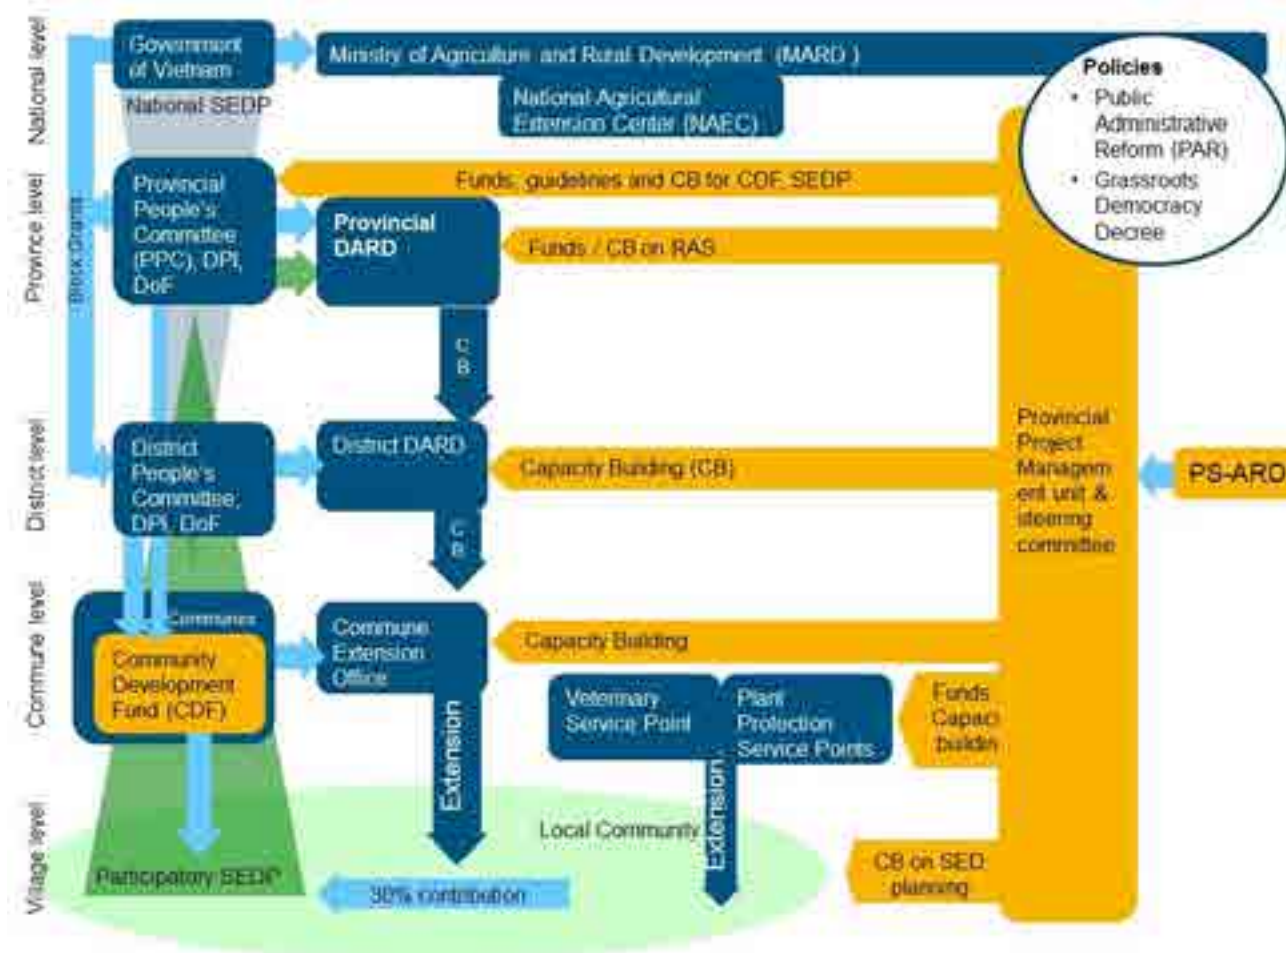 National level
Government
of Vietnam
Ministry of Agriculture and Rural Development (MARD )
National SEDP
National Agricultural
Extension Center (NAEC)
Policies
• Public
Administrative
Reform (PAR)
• Grassroots
Democracy
Decree
Province level
Block Grants
Provincial
People's
Committee
(PPC), DPI,
DoF
Funds, guidelines and CB for CDF, SEDP
Provincial
DARD
Funds / CB on RAS
C
B
District level
District
People's
Committee,
DPI, DoF
District DARD
Capacity Building (CB)
C
B
Provincial
Project
Managem
ent unit &
steering
committee
PS-ARD
Commune level
Communes
Community
Development
Fund (CDF)
Commune
Extension
Office
Capacity Building
Veternary
Service Point
Plant
Protection
Service Points
Funds
Capaci
buildin
Extension
Extension
Village level
Local Community
Participatory SEDP
30% contribution
CB on SED
planning